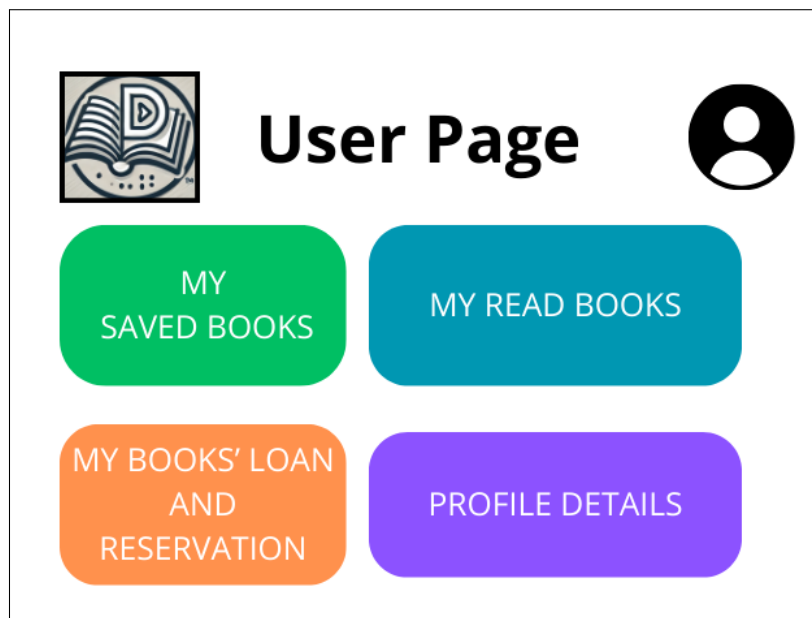 D
User Page
MY
SAVED BOOKS
MY READ BOOKS
MY BOOKS' LOAN
AND
RESERVATION
PROFILE DETAILS